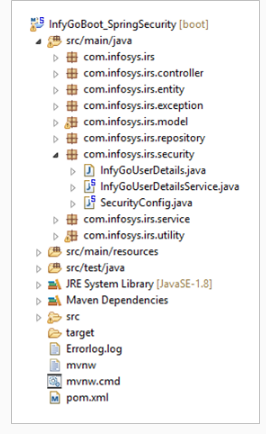 InfyGoBoot_SpringSecurity [boot]
src/main/java
com.infosys.irs
com.infosys.irs.controller
com.infosys.irs.entity
com.infosys.irs.exception
com.infosys.irs.model
com.infosys.irs.repository
com.infosys.irs.security
InfyGoUserDetails.java
InfyGoUserDetailsService.java
SecurityConfig.java
com.infosys.irs.service
com.infosys.irs.utility
src/main/resources
src/test/java
JRE System Library [JavaSE-1.8]
Maven Dependencies
src
target
Errorlog.log
mvnw
mvnw.cmd
pom.xml